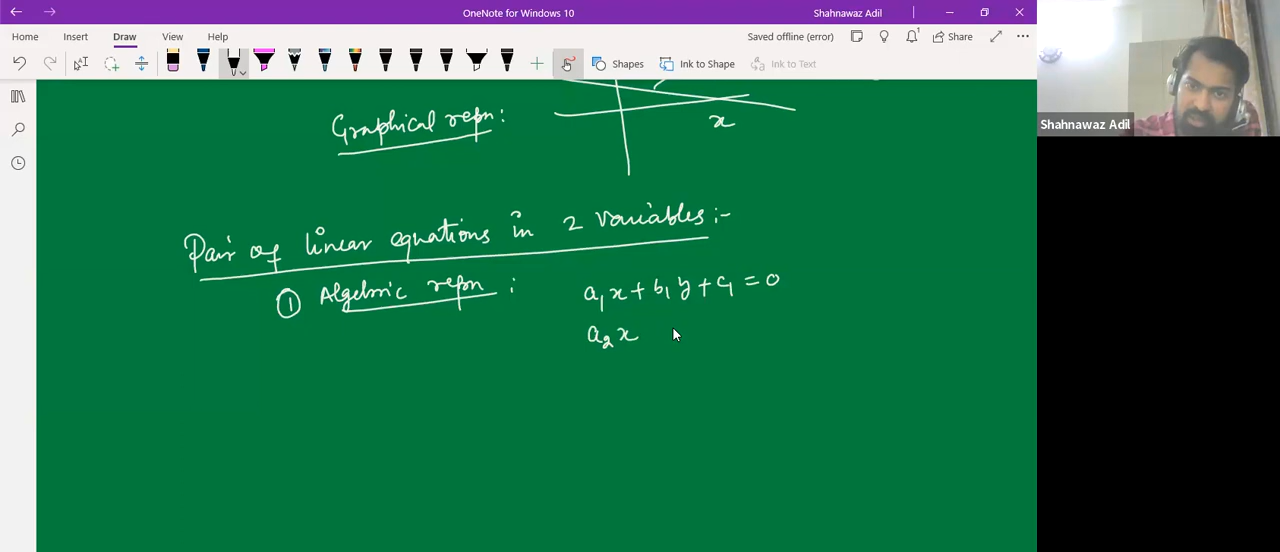 OneNote for Windows 10
Shahnawaz Adil
Home Insert Draw View Help
Saved offline (error)
Share
Shapes
Ink to Shape
Ink to Text
Shahnawaz Adil
Graphical repn:
x
Pair of linear equations in 2 variables :-
① Algebric repn :
a₁x + b₁y + c₁ = 0
a₂x